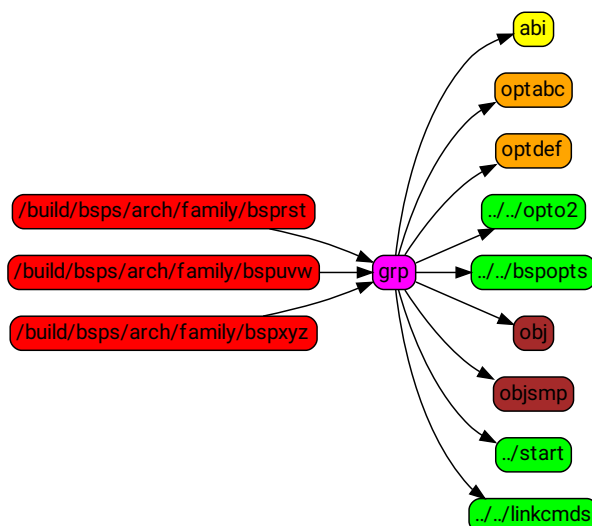 abi
optabc
optdef
/build/bsps/arch/family/bsprst
../../opto2
/build/bsps/arch/family/bspuvw
grp
../../bspopts
/build/bsps/arch/family/bspxyz
obj
objsmp
../start
../../linkcmds